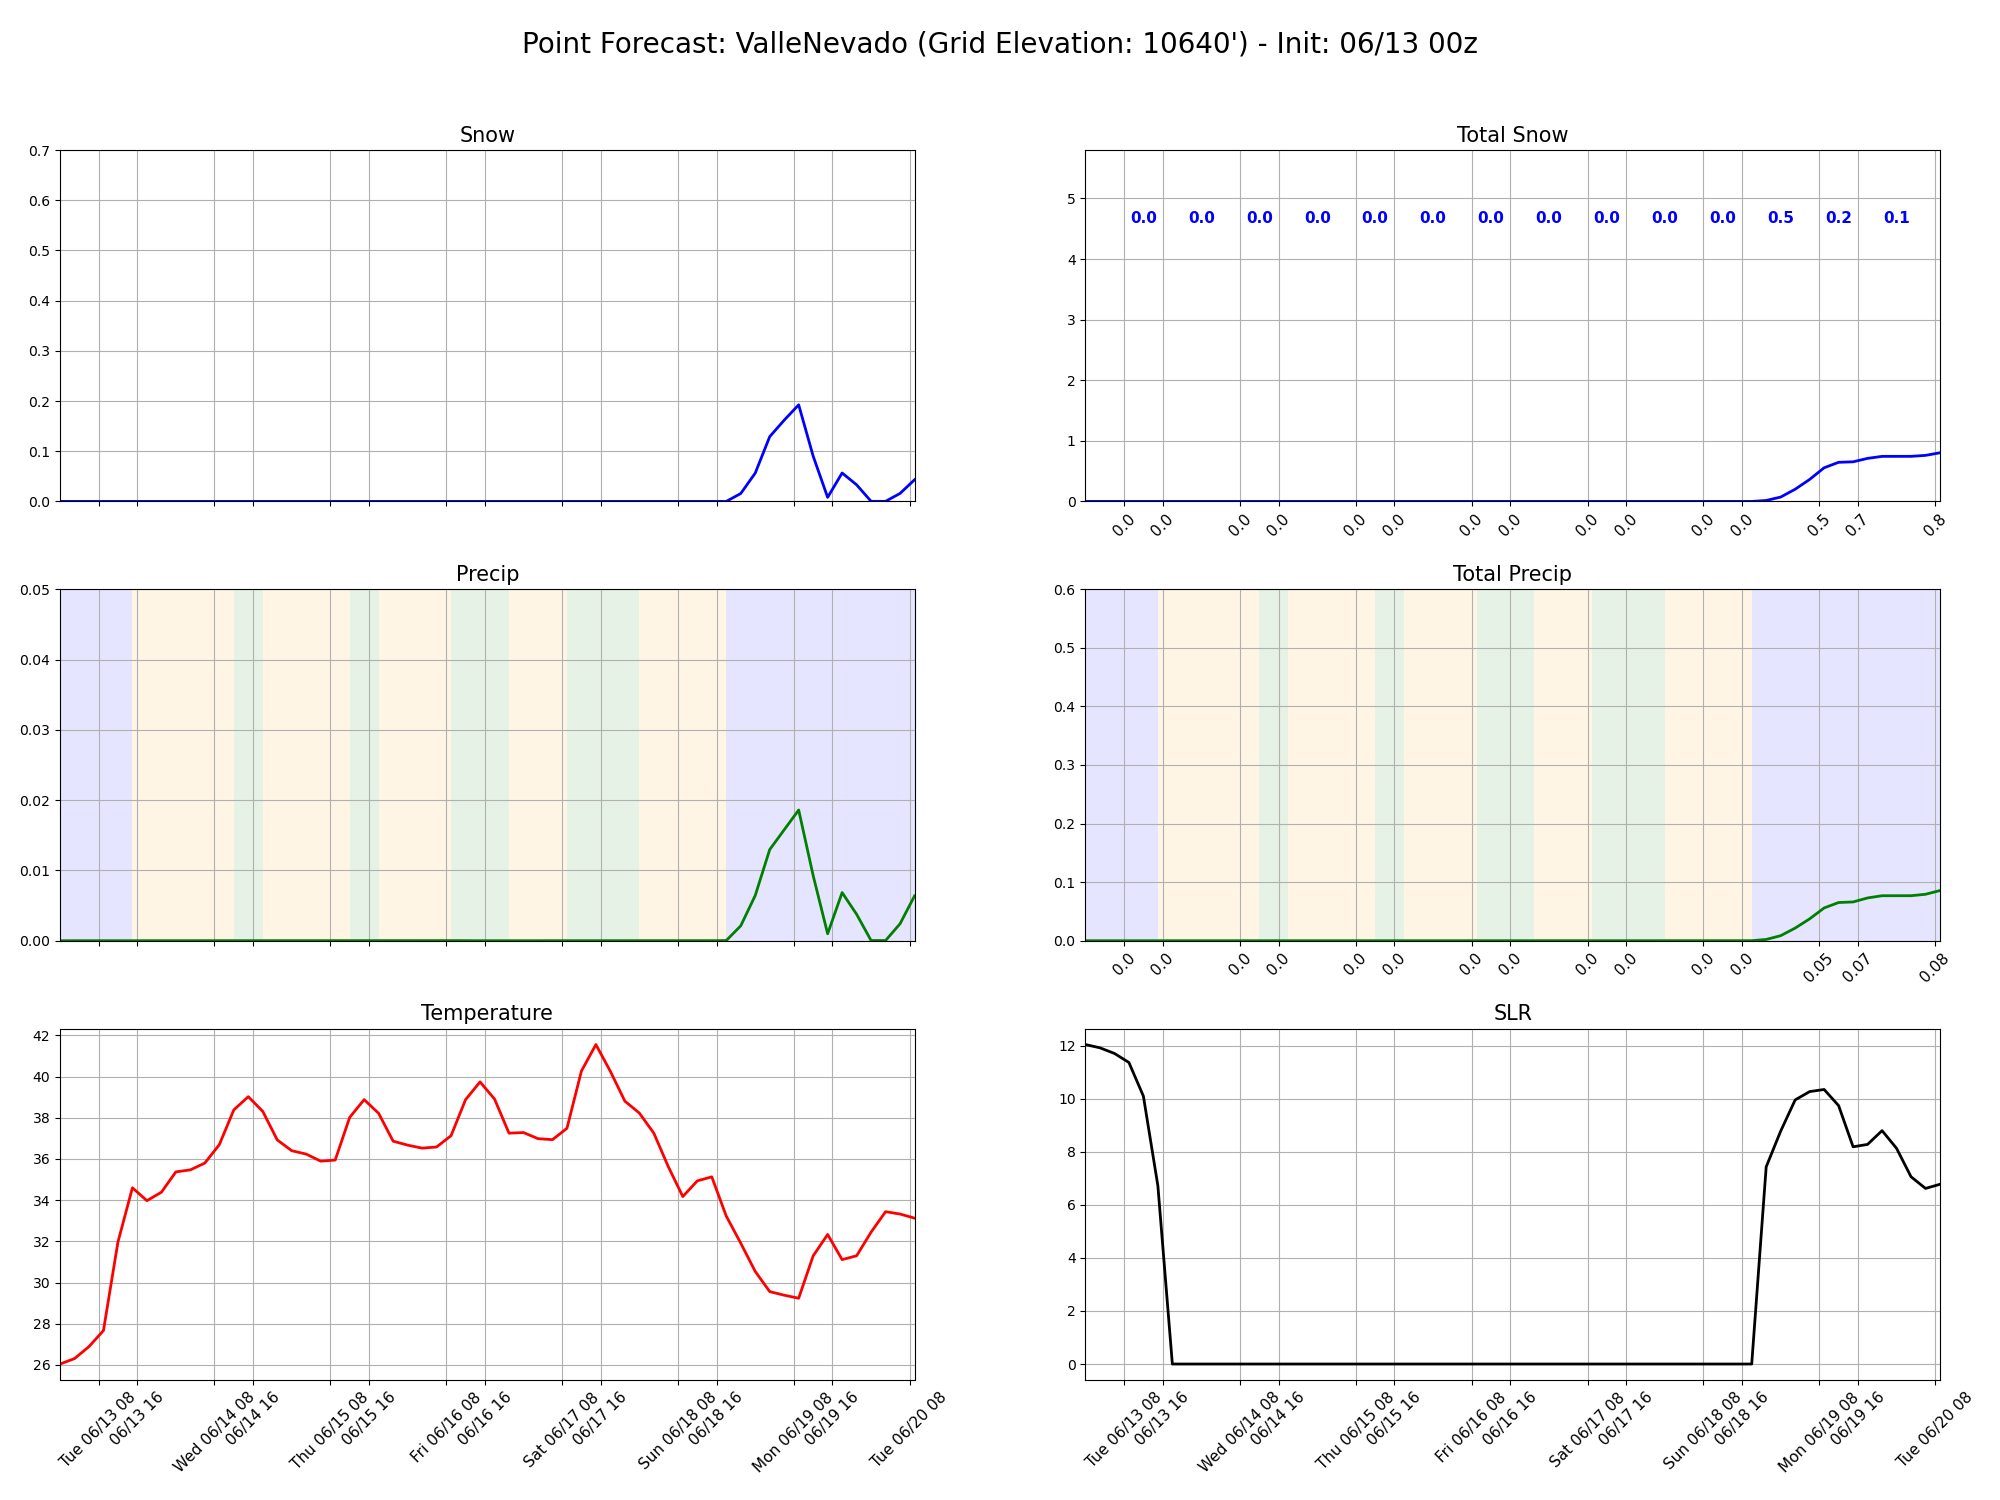 Point Forecast: ValleNevado (Grid Elevation: 10640') - Init: 06/13 00z
Snow
0.7
0.6
0.5
0.4
0.3
0.2
0.1
0.0
Total Snow
5
4
3
2
1
0
0.0 0.0 0.0 0.0 0.0 0.0 0.0 0.0 0.0 0.0 0.0 0.5 0.2 0.1
0.0 0.0 0.0 0.0 0.0 0.0 0.0 0.0 0.0 0.0 0.0 0.0 0.5 0.7 0.8
Precip
0.05
0.04
0.03
0.02
0.01
0.00
Total Precip
0.6
0.5
0.4
0.3
0.2
0.1
0.0
0.0 0.0 0.0 0.0 0.0 0.0 0.0 0.0 0.0 0.0 0.0 0.0 0.05 0.07 0.08
Temperature
42
40
38
36
34
32
30
28
26
Tue 06/13 08
06/13 16
Wed 06/14 08
06/14 16
Thu 06/15 08
06/15 16
Fri 06/16 08
06/16 16
Sat 06/17 08
06/17 16
Sun 06/18 08
06/18 16
Mon 06/19 08
06/19 16
Tue 06/20 08
SLR
12
10
8
6
4
2
0
Tue 06/13 08
06/13 16
Wed 06/14 08
06/14 16
Thu 06/15 08
06/15 16
Fri 06/16 08
06/16 16
Sat 06/17 08
06/17 16
Sun 06/18 08
06/18 16
Mon 06/19 08
06/19 16
Tue 06/20 08